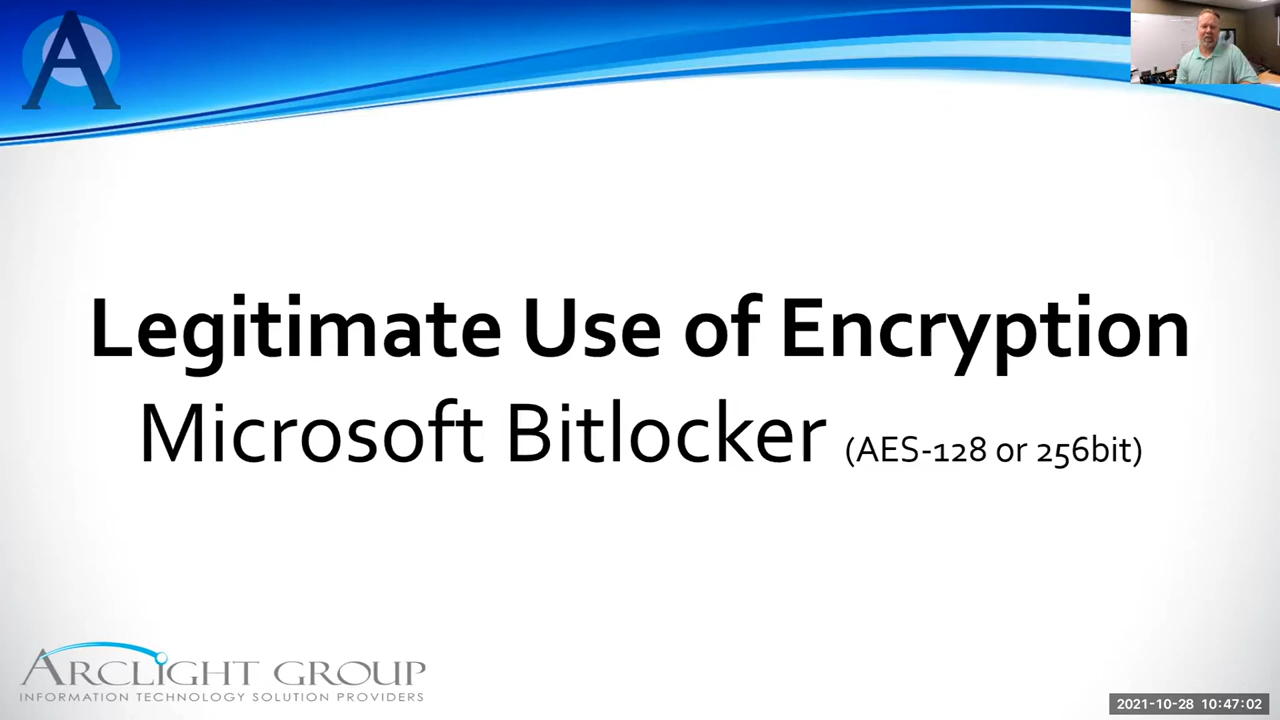 A
Legitimate Use of Encryption
Microsoft Bitlocker (AES-128 or 256bit)
ARCLIGHT GROUP
INFORMATION TECHNOLOGY SOLUTION PROVIDERS
2021-10-28 10:47:02